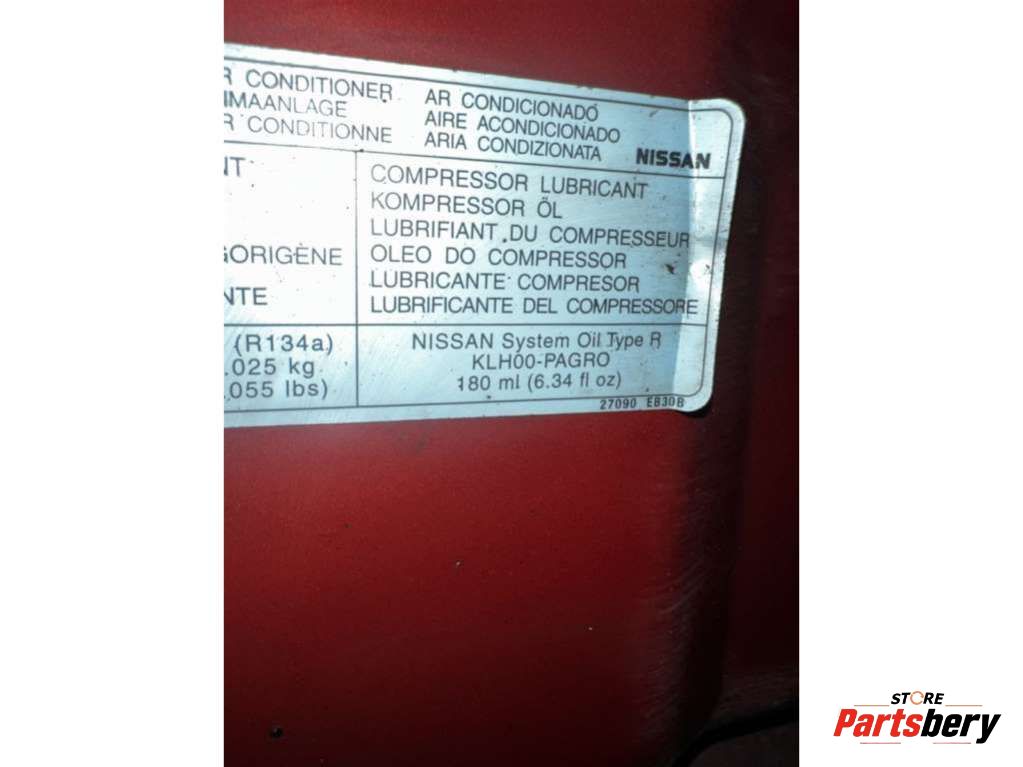 R CONDITIONER AR CONDICIONADO
IMAANLAGE AIRE ACONDICIONADO
R CONDITIONNE ARIA CONDIZIONATA NISSAN
NT COMPRESSOR LUBRICANT
KOMPRESSOR ÖL
LUBRIFIANT DU COMPRESSEUR
GORIGÈNE OLEO DO COMPRESSOR
LUBRICANTE COMPRESOR
NTE LUBRIFICANTE DEL COMPRESSORE
(R134a) NISSAN System Oil Type R
.025 kg KLH00-PAGRO
.055 lbs) 180 ml (6.34 fl oz)
27090 EB30B
STORE
Partsbery